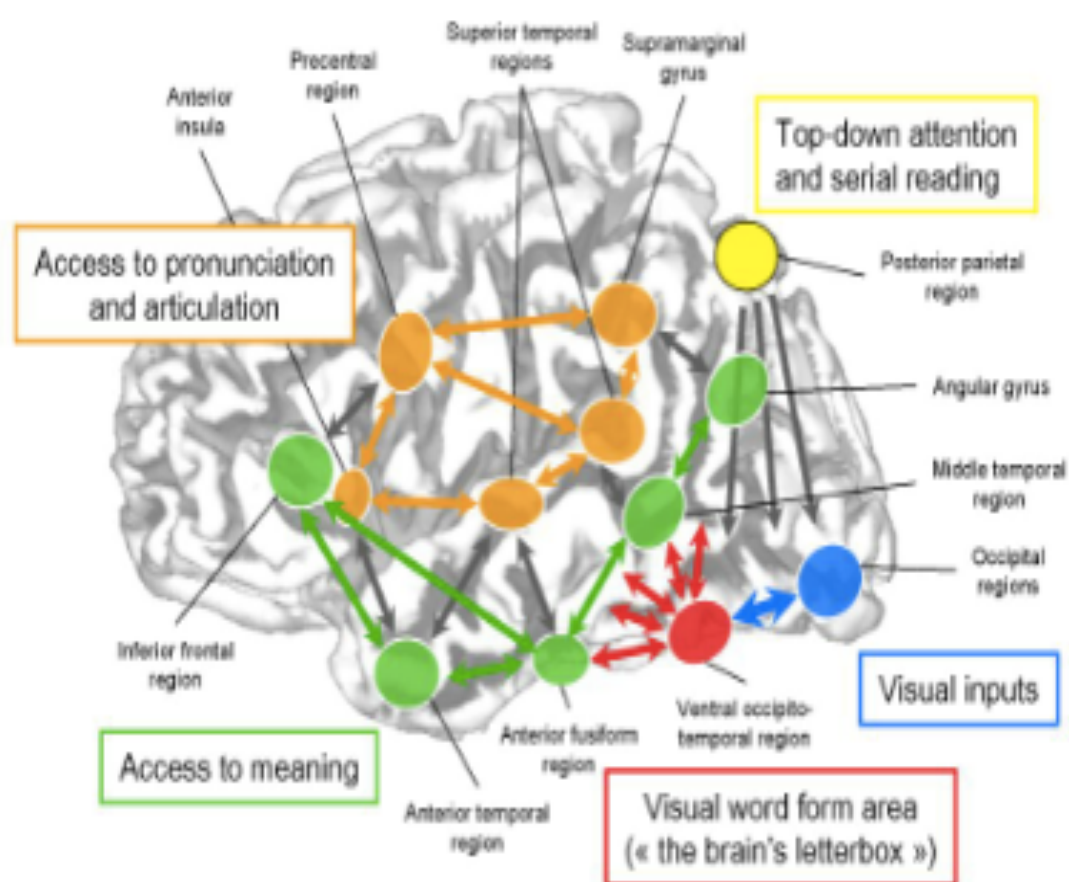 Superior temporal
regions
Supramarginal
gyrus
Precentral
region
Anterior
insula
Top-down attention
and serial reading
Access to pronunciation
and articulation
Posterior parietal
region
Angular gyrus
Middle temporal
region
Occipital
regions
Inferior frontal
region
Visual inputs
Ventral occipito-
temporal region
Anterior fusiform
region
Access to meaning
Anterior temporal
region
Visual word form area
(« the brain's letterbox »)